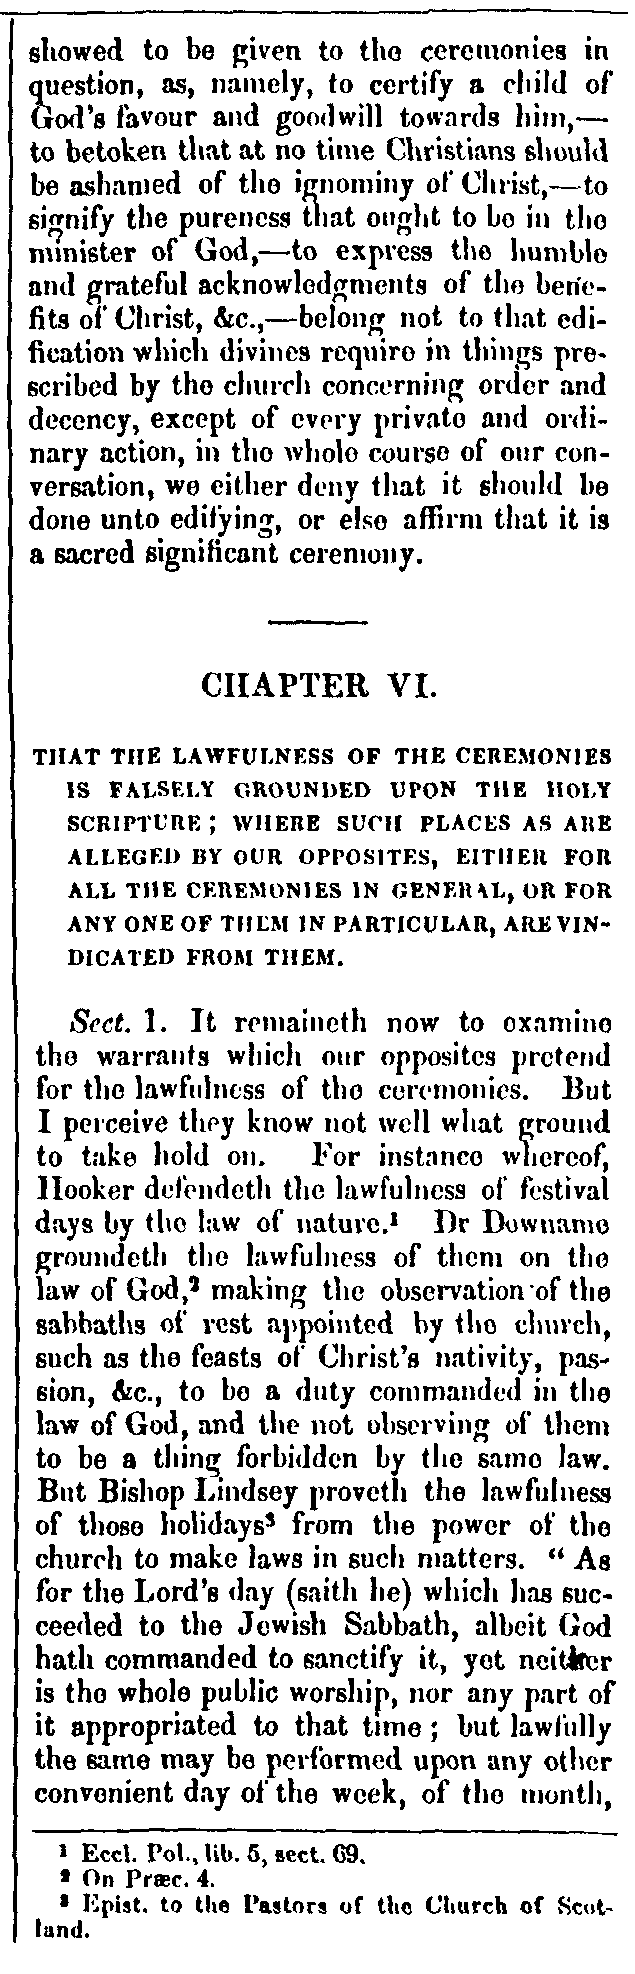 showed to be given to the ceremonies in
question, as, namely, to certify a child of
God's favour and goodwill towards him,—
to betoken that at no time Christians should
be ashamed of the ignominy of Christ,—to
signify the pureness that ought to be in the
minister of God,—to express the humble
and grateful acknowledgments of the bene-
fits of Christ, &c.,—belong not to that edi-
fication which divines require in things pre-
scribed by the church concerning order and
decency, except of every private and ordi-
nary action, in the whole course of our con-
versation, we either deny that it should be
done unto edifying, or else affirm that it is
a sacred significant ceremony.
CHAPTER VI.
THAT THE LAWFULNESS OF THE CEREMONIES
IS FALSELY GROUNDED UPON THE HOLY
SCRIPTURE; WHERE SUCH PLACES AS ARE
ALLEGED BY OUR OPPOSITES, EITHER FOR
ALL THE CEREMONIES IN GENERAL, OR FOR
ANY ONE OF THEM IN PARTICULAR, ARE VIN-
DICATED FROM THEM.
Sect. 1. It remaineth now to examine
the warrants which our opposites pretend
for the lawfulness of the ceremonies. But
I perceive they know not well what ground
to take hold on. For instance whereof,
Hooker defendeth the lawfulness of festival
days by the law of nature.¹ Dr Downame
groundeth the lawfulness of them on the
law of God,² making the observation of the
sabbaths of rest appointed by the church,
such as the feasts of Christ's nativity, pas-
sion, &c., to be a duty commanded in the
law of God, and the not observing of them
to be a thing forbidden by the same law.
But Bishop Lindsey proveth the lawfulness
of those holidays³ from the power of the
church to make laws in such matters. "As
for the Lord's day (saith he) which has suc-
ceeded to the Jewish Sabbath, albeit God
hath commanded to sanctify it, yet neither
is the whole public worship, nor any part of
it appropriated to that time; but lawfully
the same may be performed upon any other
convenient day of the week, of the month,
¹ Eccl. Pol., lib. 5, sect. 69.
² On Præc. 4.
³ Epist. to the Pastors of the Church of Scot-
land.